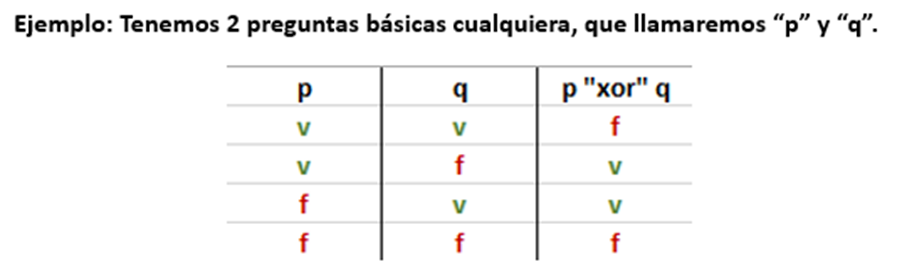 Ejemplo: Tenemos 2 preguntas básicas cualquiera, que llamaremos “p” y “q”.
p q p "xor" q
v v f
v f v
f v v
f f f